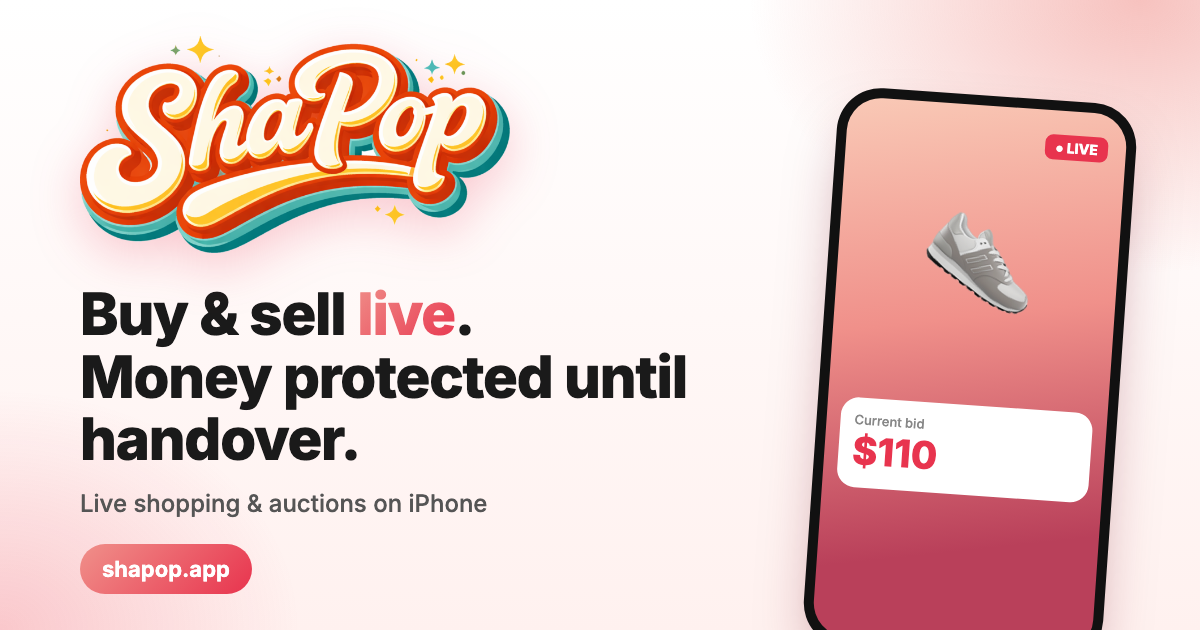 ShaPop
Buy & sell live.
Money protected until
handover.
Live shopping & auctions on iPhone
shapop.app
• LIVE
Current bid
$110